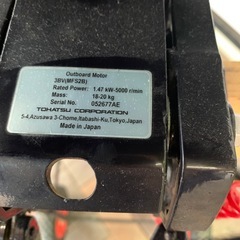 Outboard Motor
3BV(MFS2B)
Rated Power: 1.47 kW-5000 r/min
Mass: 18-20 kg
Serial No. 052677AE
TOHATSU CORPORATION
5-4,Azusawa 3-Chome,Itabashi-Ku,Tokyo,Japan
Made in Japan